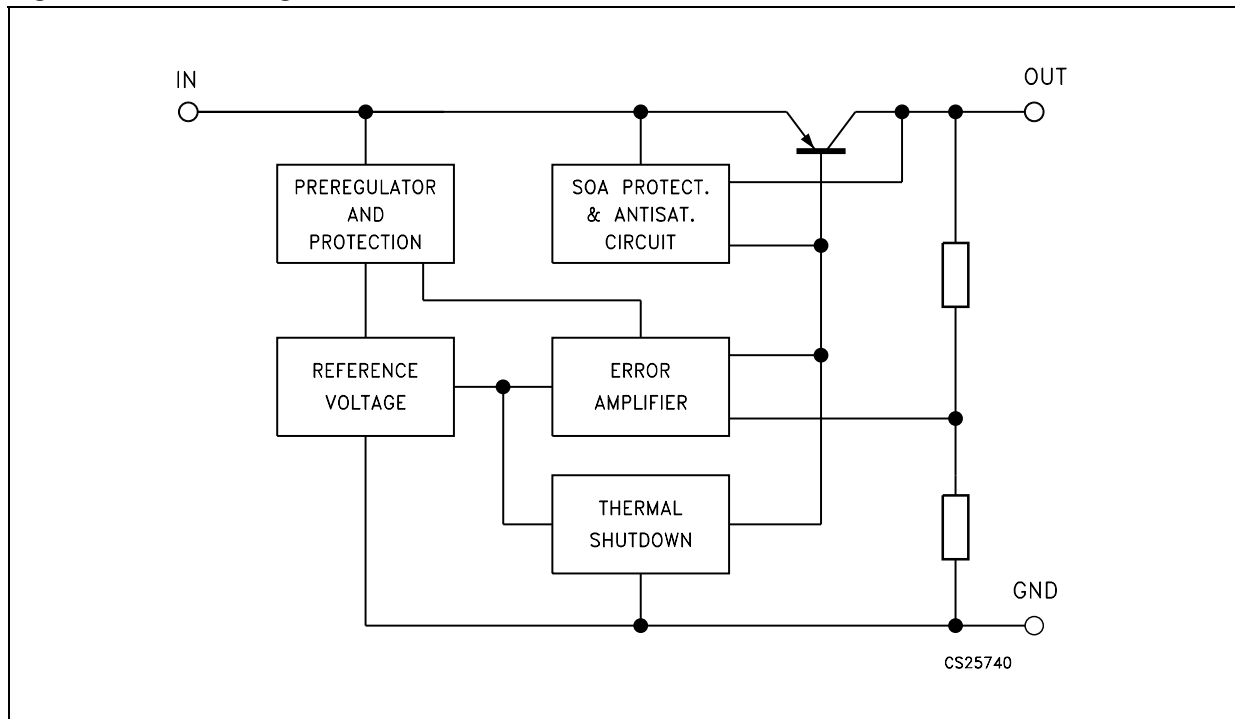 IN
OUT
PREREGULATOR
AND
PROTECTION
SOA PROTECT.
& ANTISAT.
CIRCUIT
REFERENCE
VOLTAGE
ERROR
AMPLIFIER
THERMAL
SHUTDOWN
GND
CS25740